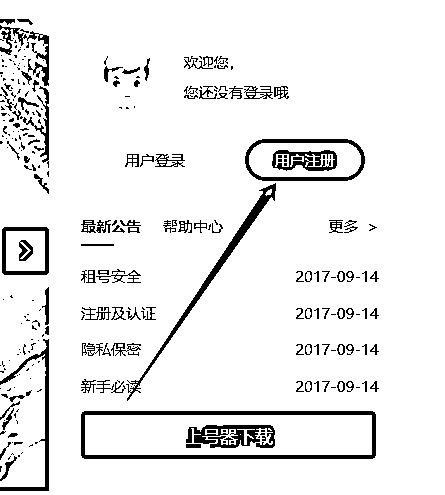 欢迎您,
您还没有登录哦
用户登录 用户注册
最新公告 帮助中心 更多 >
租号安全 2017-09-14
注册及认证 2017-09-14
隐私保密 2017-09-14
新手必读 2017-09-14
上号器下载